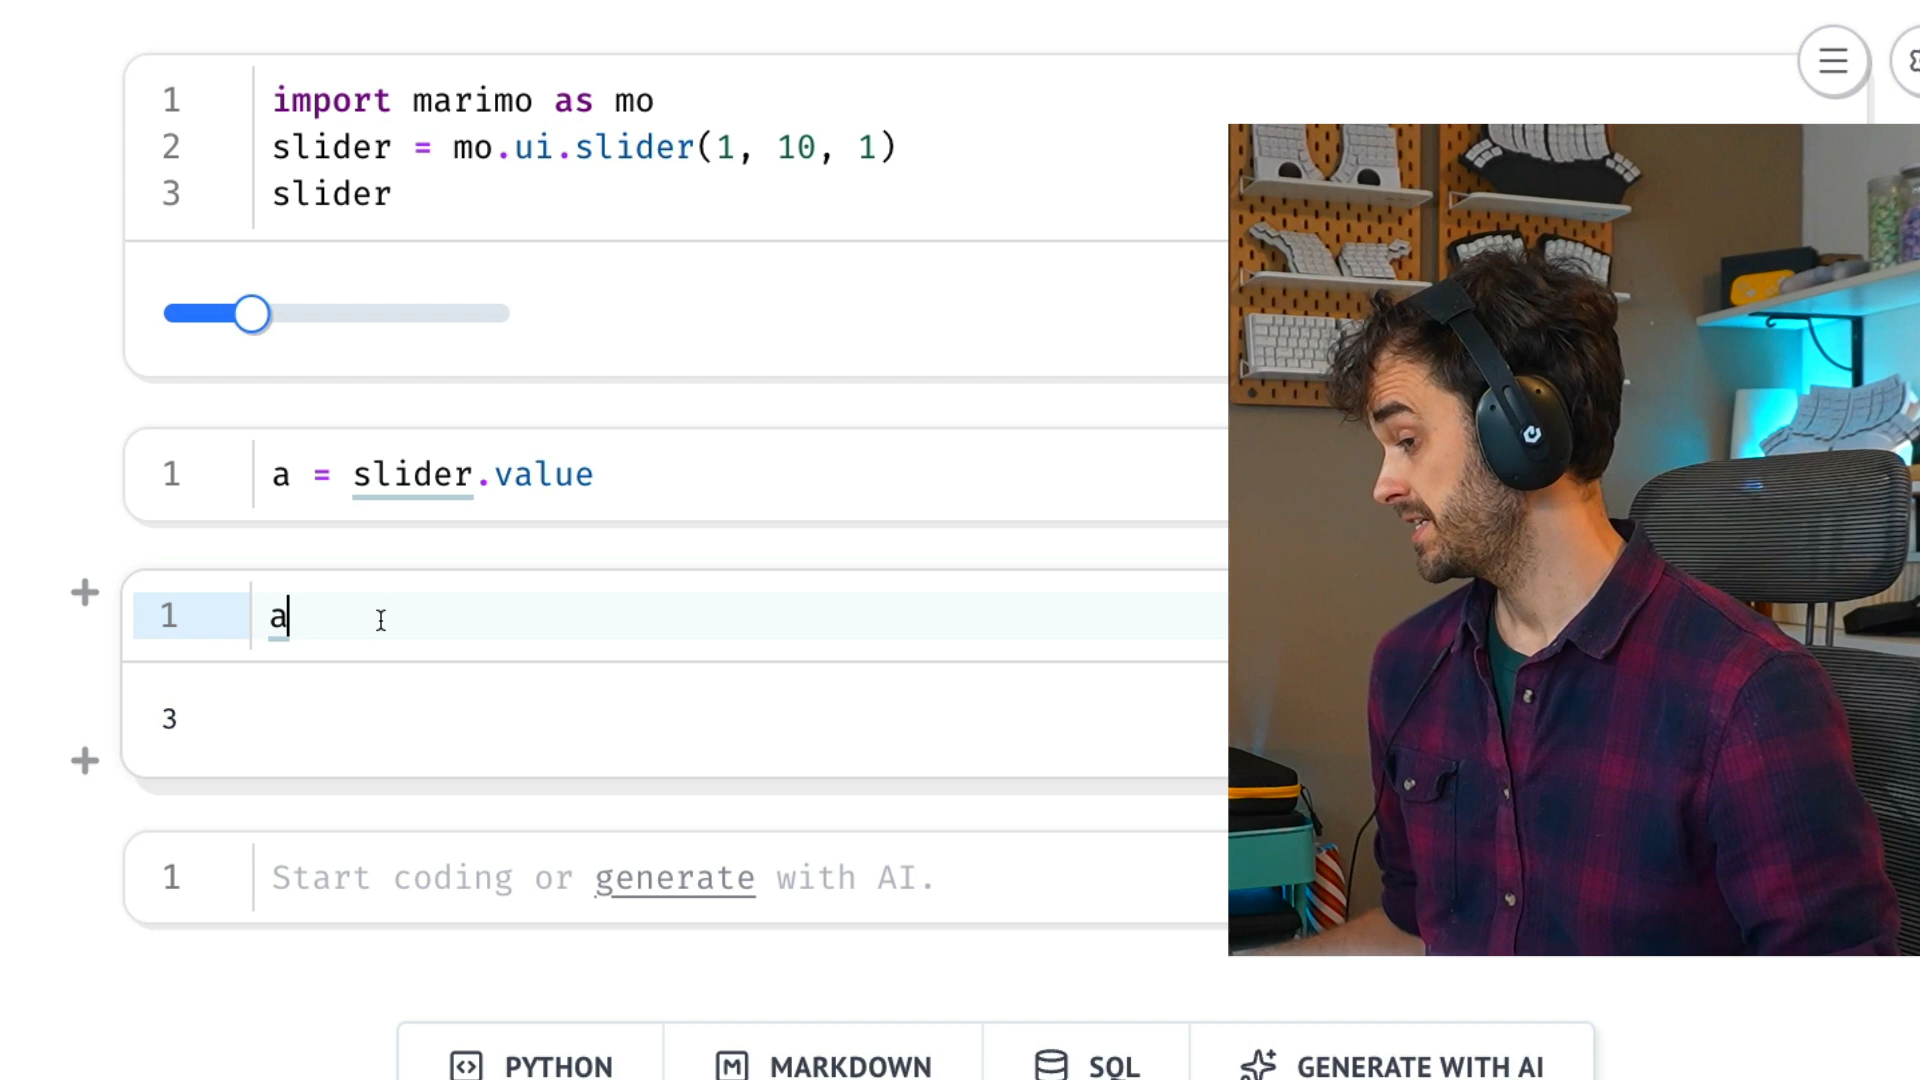 1 import marimo as mo
2 slider = mo.ui.slider(1, 10, 1)
3 slider
1 a = slider.value
1 a
3
1 Start coding or generate with AI.
PYTHON MARKDOWN SQL GENERATE WITH AI